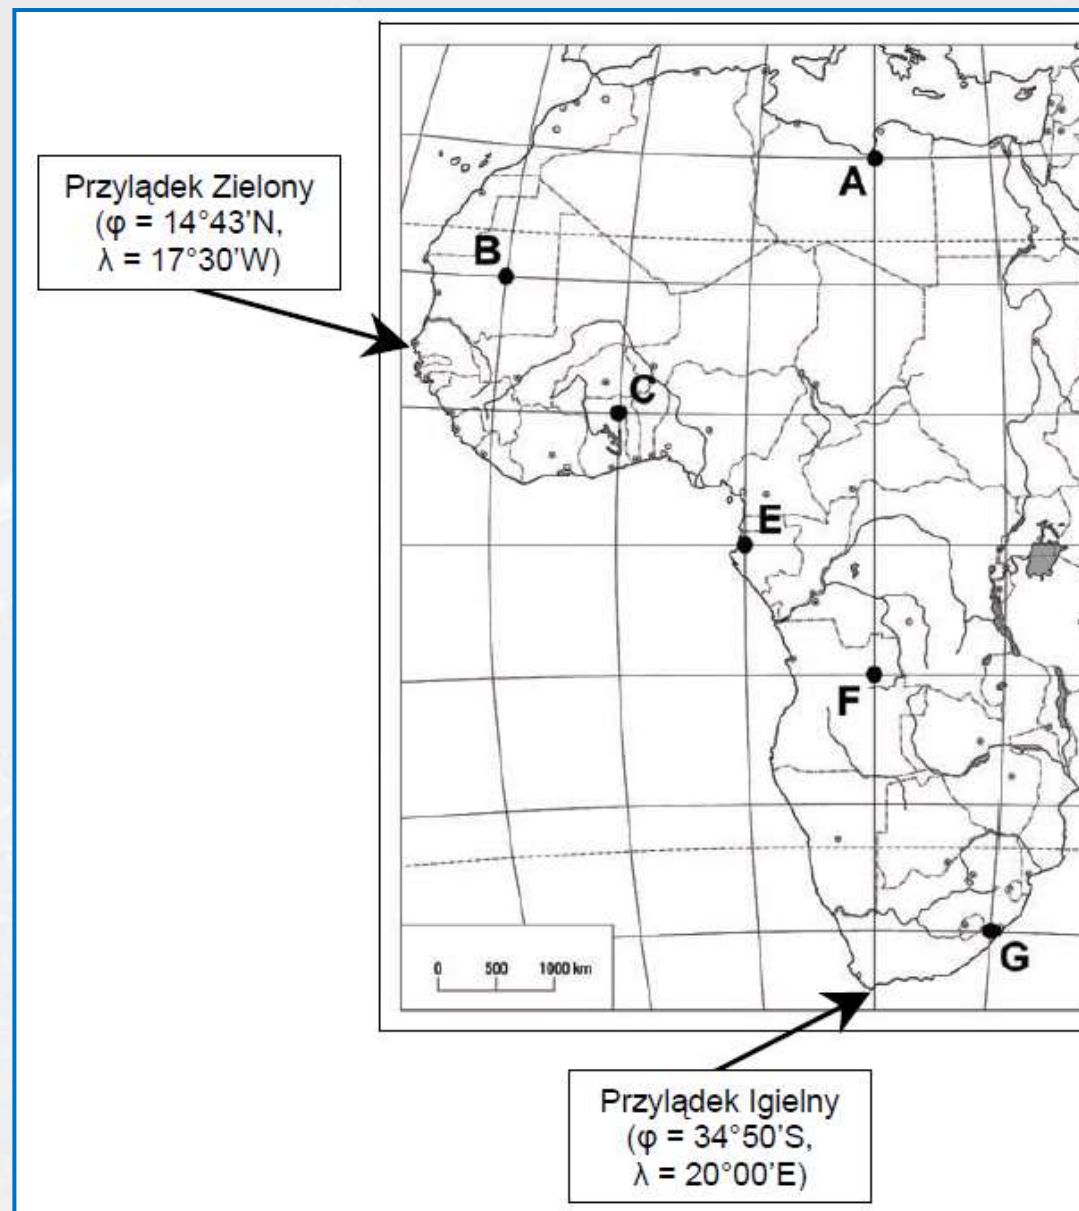 Przylądek Zielony
(φ = 14°43’N,
λ = 17°30’W)
A
B
C
E
F
G
0 500 1000 km
Przylądek Igielny
(φ = 34°50’S,
λ = 20°00’E)